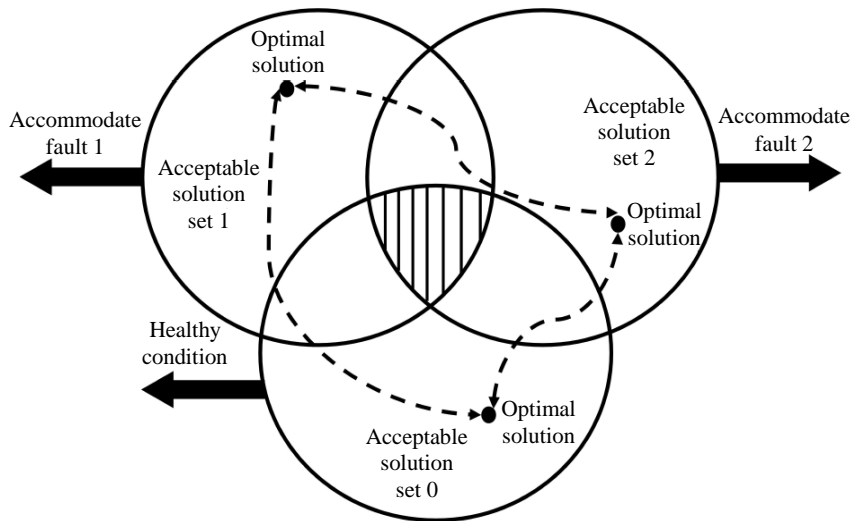 Optimal
solution
Accommodate
fault 1
Acceptable
solution
set 1
Acceptable
solution
set 2
Accommodate
fault 2
Optimal
solution
Healthy
condition
Optimal
solution
Acceptable
solution
set 0